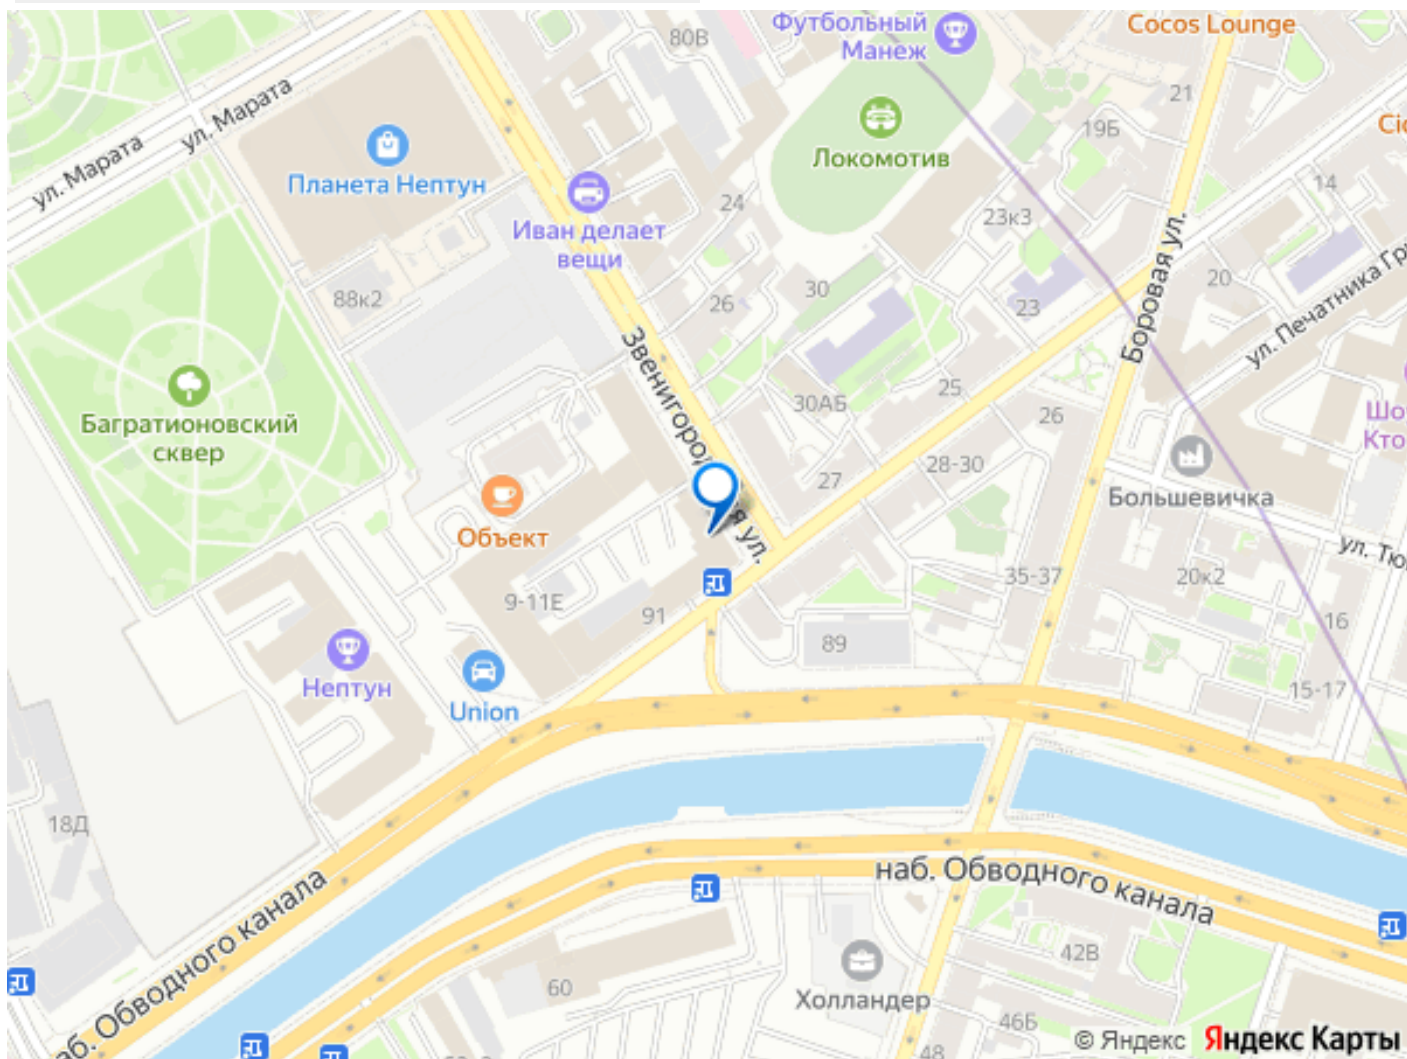 Футбольный
Манеж
Cocos Lounge
80В
21
19Б
ул. Марата
ул. Марата
Планета Нептун
Локомотив
14
Иван делает
вещи
24
23к3
Боровая ул.
88к2
26
30
23
20
ул. Печатника Гр
Звенигородская ул.
Багратионовский
сквер
30АБ
25
26
27
28-30
Большевичка
Объект
ул. Тю
9-11Е
91
35-37
20к2
16
89
Нептун
Union
15-17
18Д
наб. Обводного канала
наб. Обводного канала
60
Холландер
42В
46Б
48
© Яндекс Яндекс Карты